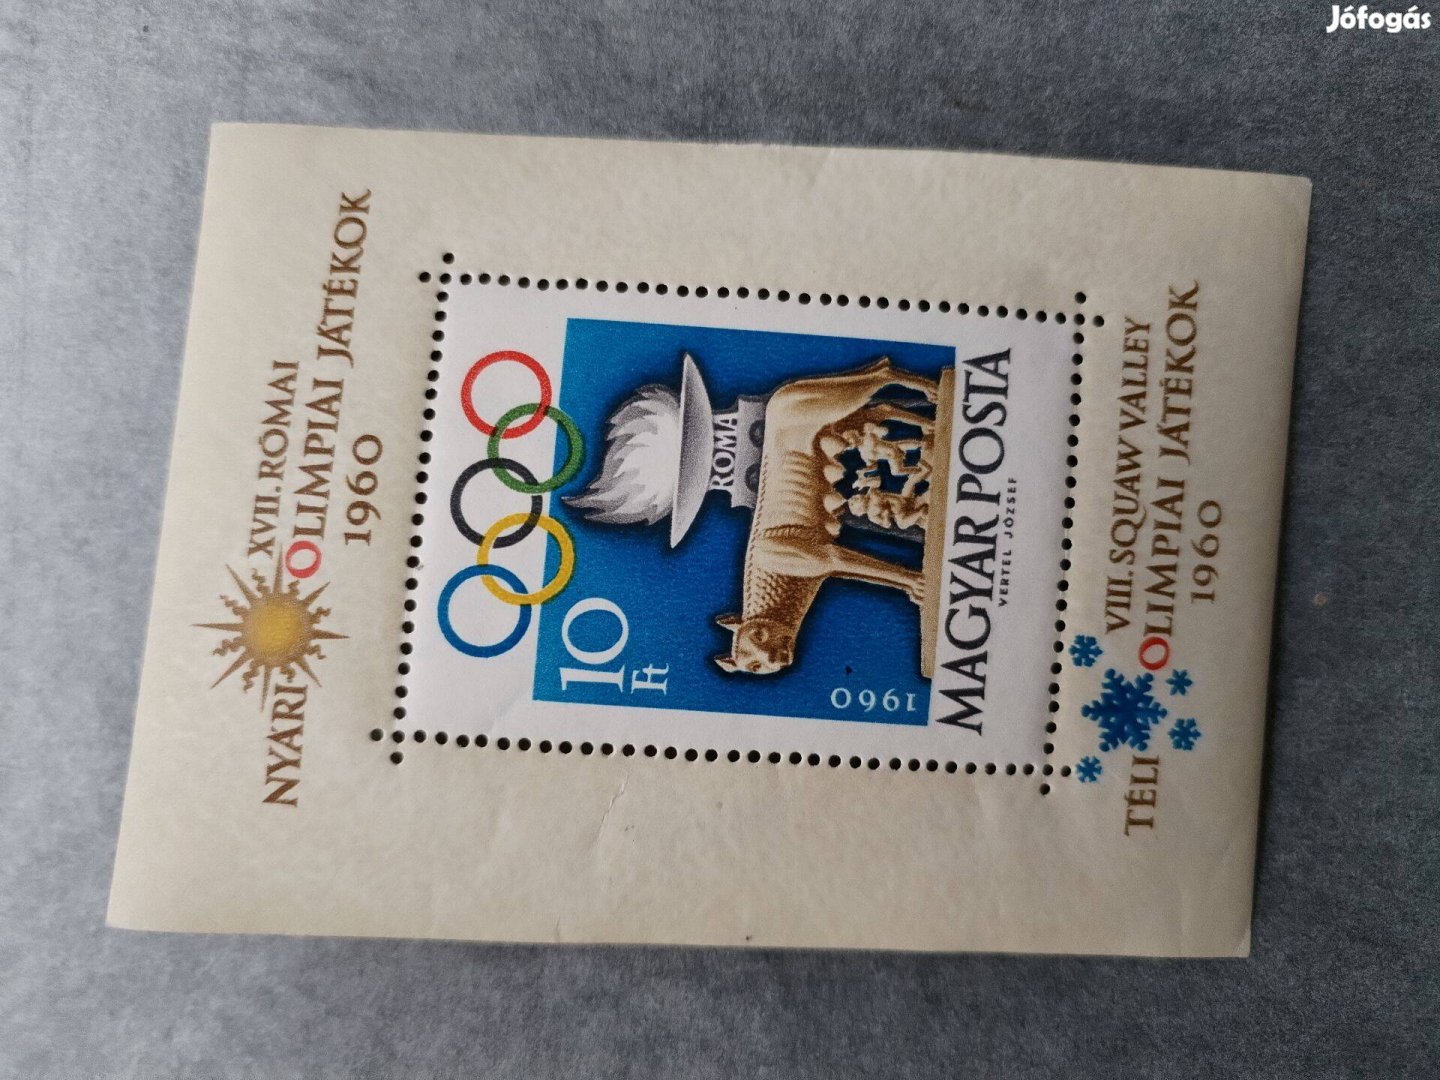 Jófogás
NYÁRI XVII. RÓMAI
OLIMPIAI JÁTÉKOK
1960
10
Ft
ROMA
1960
MAGYAR POSTA
VERTEL JÓZSEF
TÉLI VIII. SQUAW VALLEY
OLIMPIAI JÁTÉKOK
1960